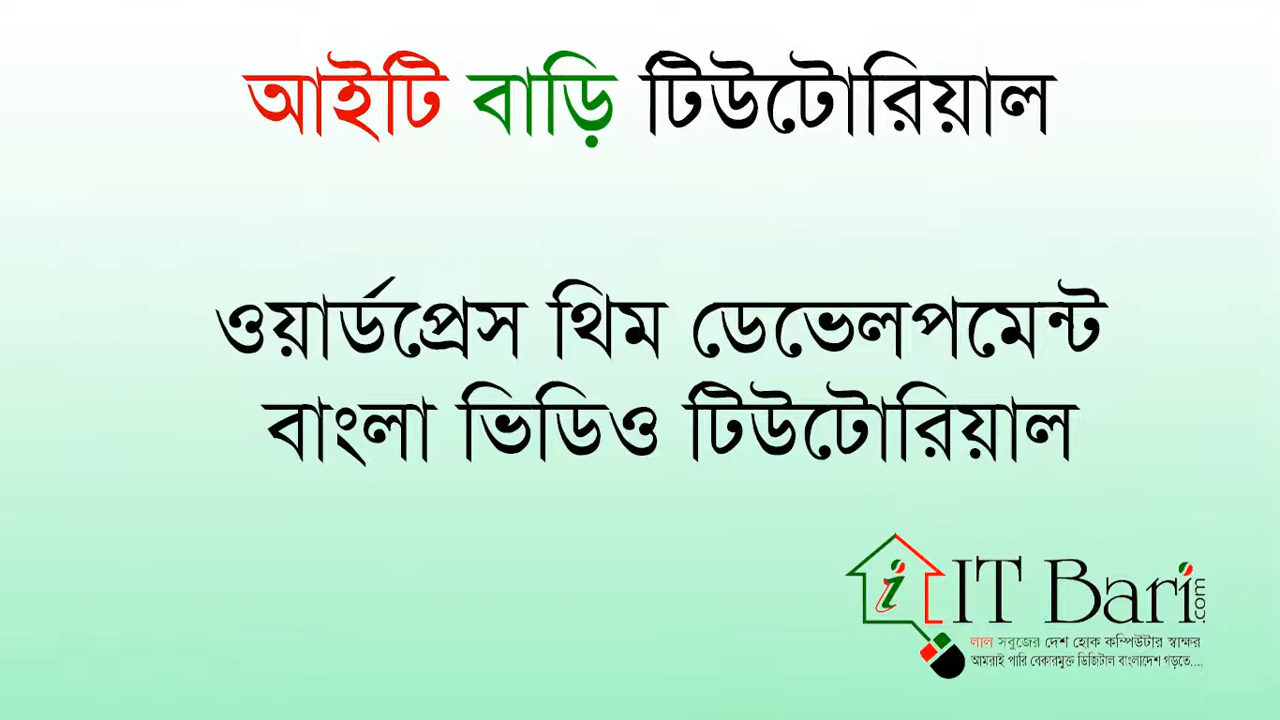 আইটি বাড়ি টিউটোরিয়াল
ওয়ার্ডপ্রেস থিম ডেভেলপমেন্ট
বাংলা ভিডিও টিউটোরিয়াল
i IT Bari.com
লাল সবুজের দেশ হোক কম্পিউটার স্বাক্ষর
আমরাই পারি বেকারমুক্ত ডিজিটাল বাংলাদেশ গড়তে....